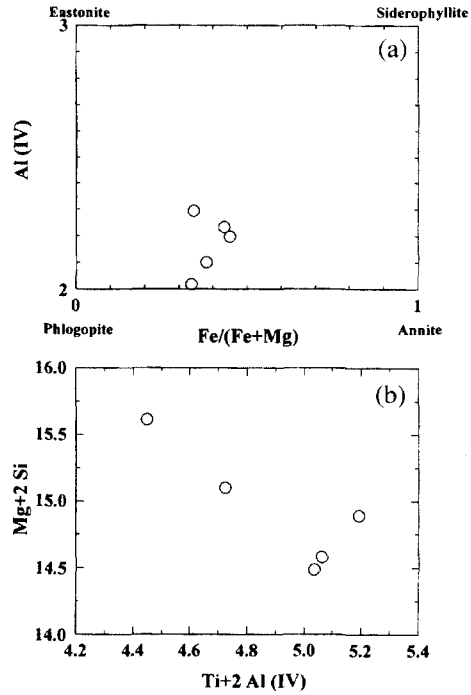 Eastonite Siderophyllite
3
(a)
Al (IV)
2
0 1
Phlogopite Fe/(Fe+Mg) Annite
16.0
(b)
15.5
Mg+2 Si
15.0
14.5
14.0
4.2 4.4 4.6 4.8 5.0 5.2 5.4
Ti+2 Al (IV)